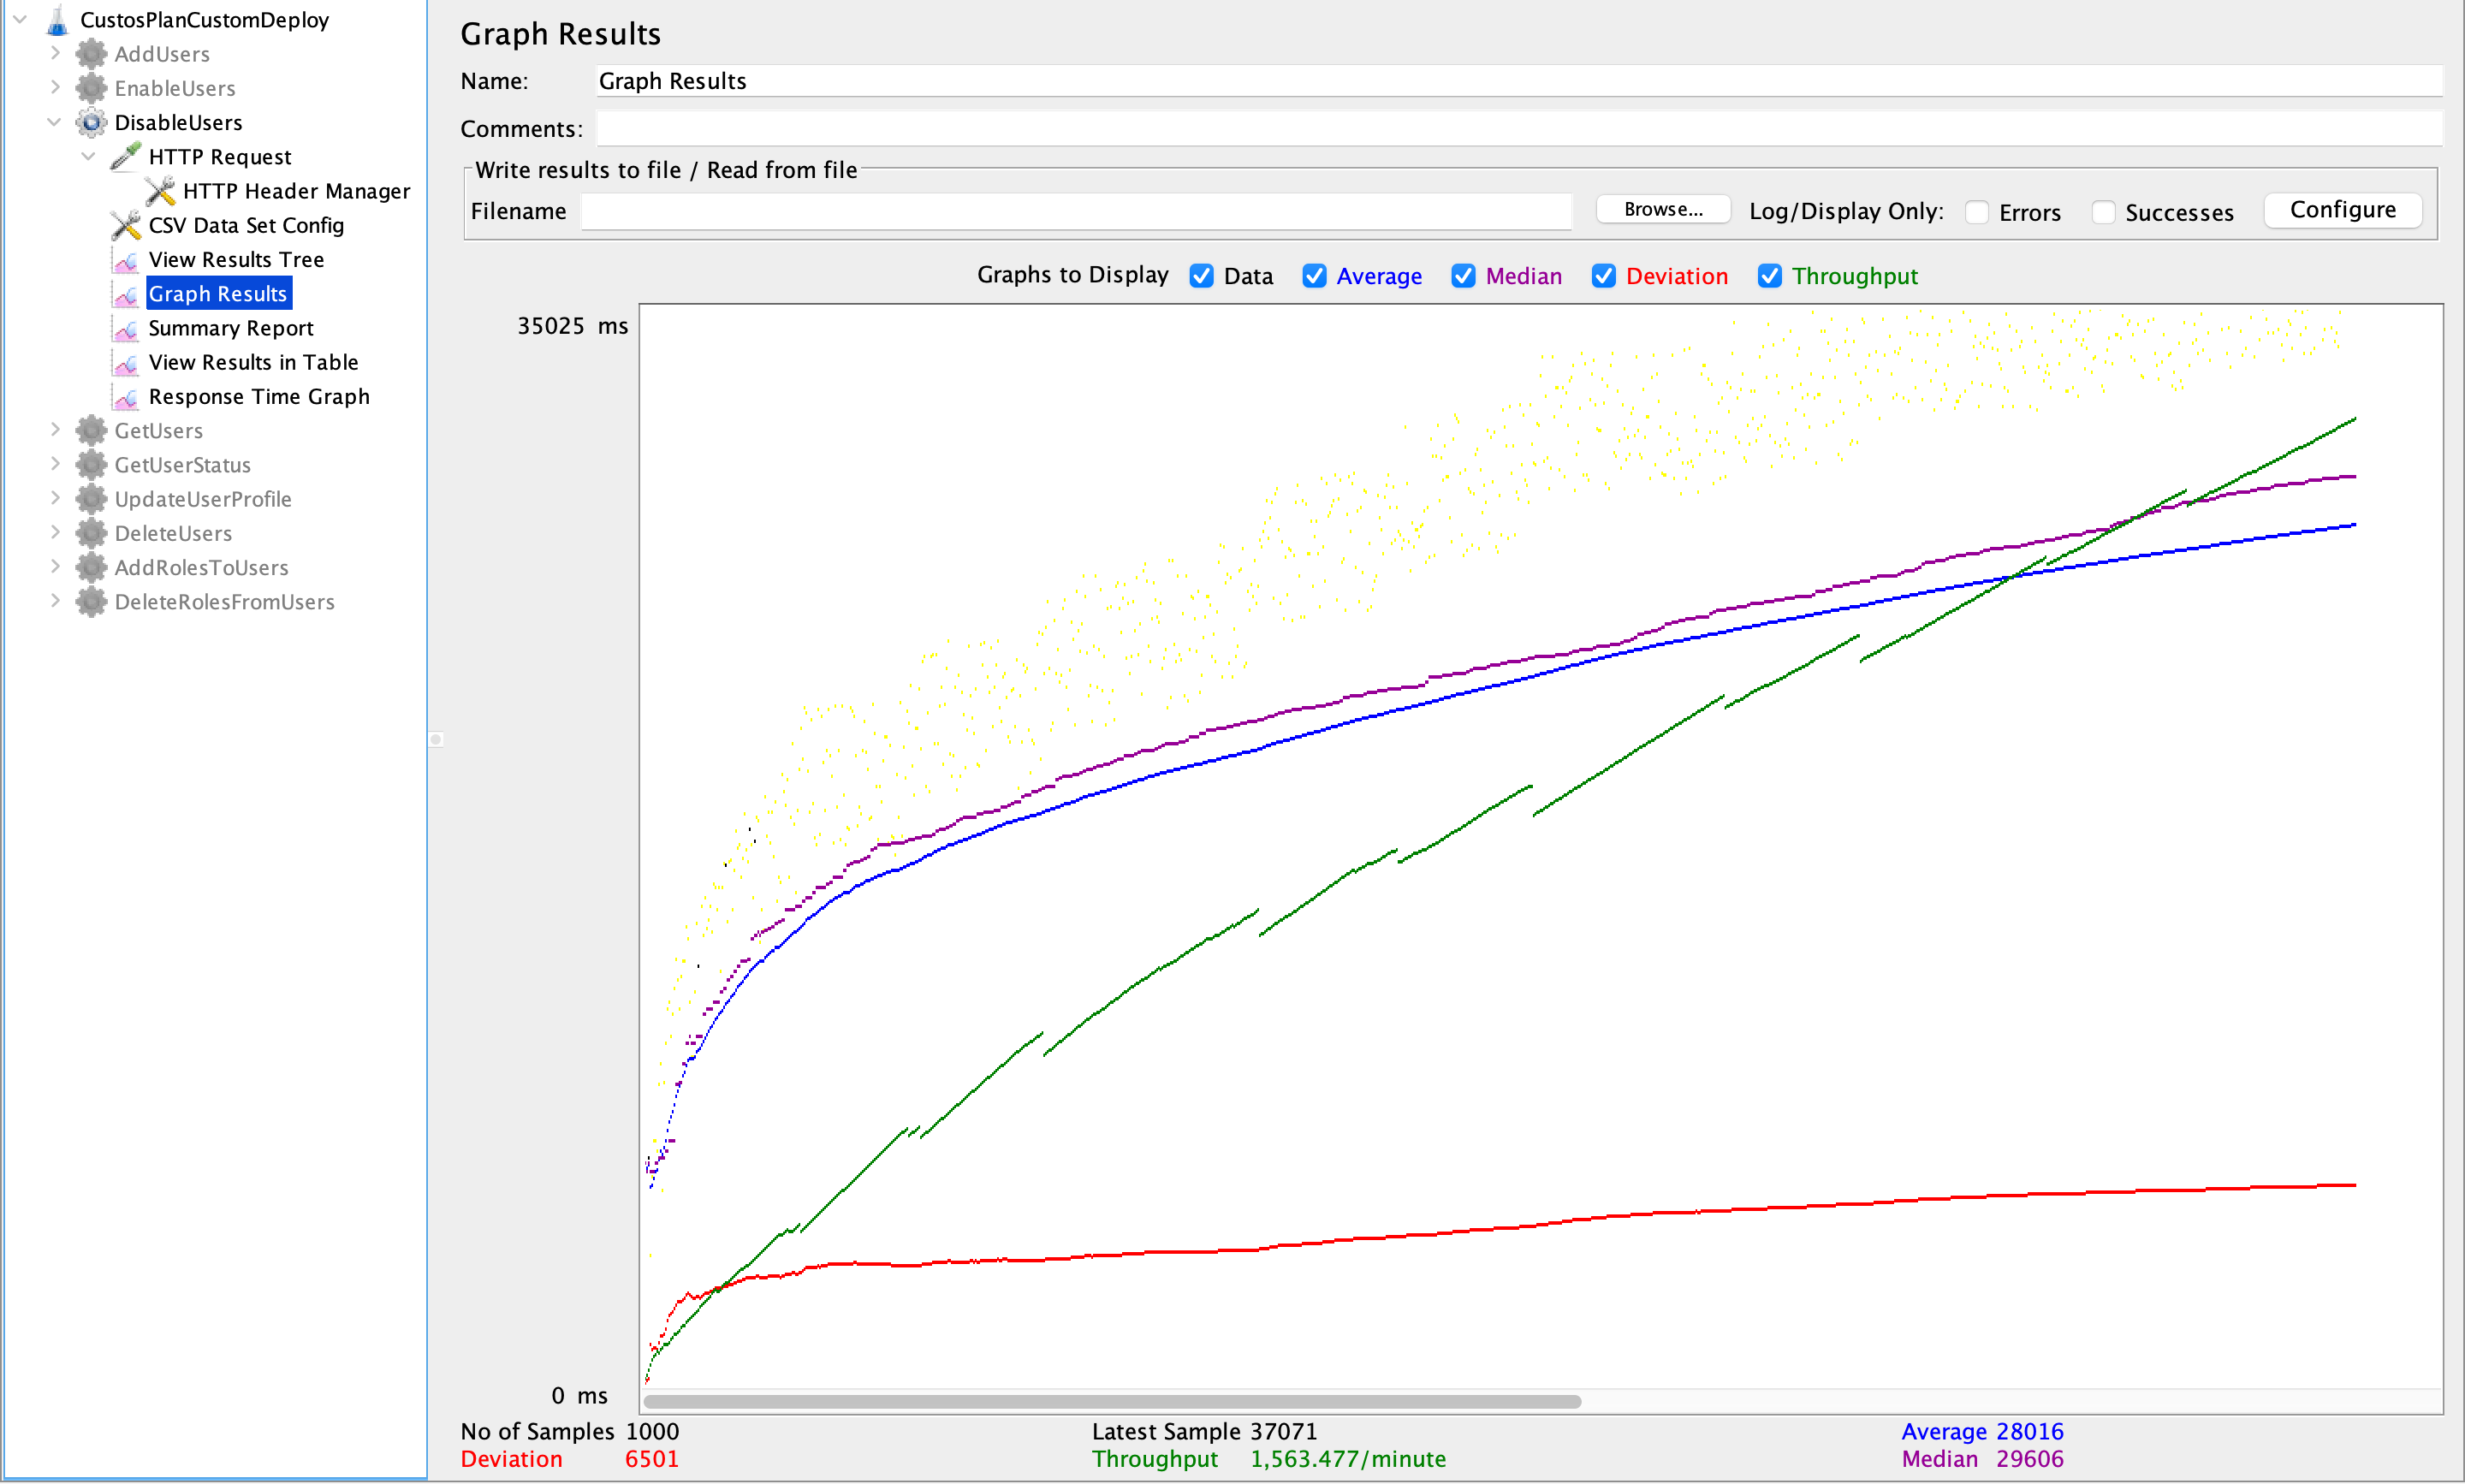 CustosPlanCustomDeploy
AddUsers
EnableUsers
DisableUsers
HTTP Request
HTTP Header Manager
CSV Data Set Config
View Results Tree
Graph Results
Summary Report
View Results in Table
Response Time Graph
GetUsers
GetUserStatus
UpdateUserProfile
DeleteUsers
AddRolesToUsers
DeleteRolesFromUsers
Graph Results
Name: Graph Results
Comments:
Write results to file / Read from file
Filename Browse... Log/Display Only: Errors Successes Configure
Graphs to Display Data Average Median Deviation Throughput
35025 ms
0 ms
No of Samples 1000 Latest Sample 37071 Average 28016
Deviation 6501 Throughput 1,563.477/minute Median 29606